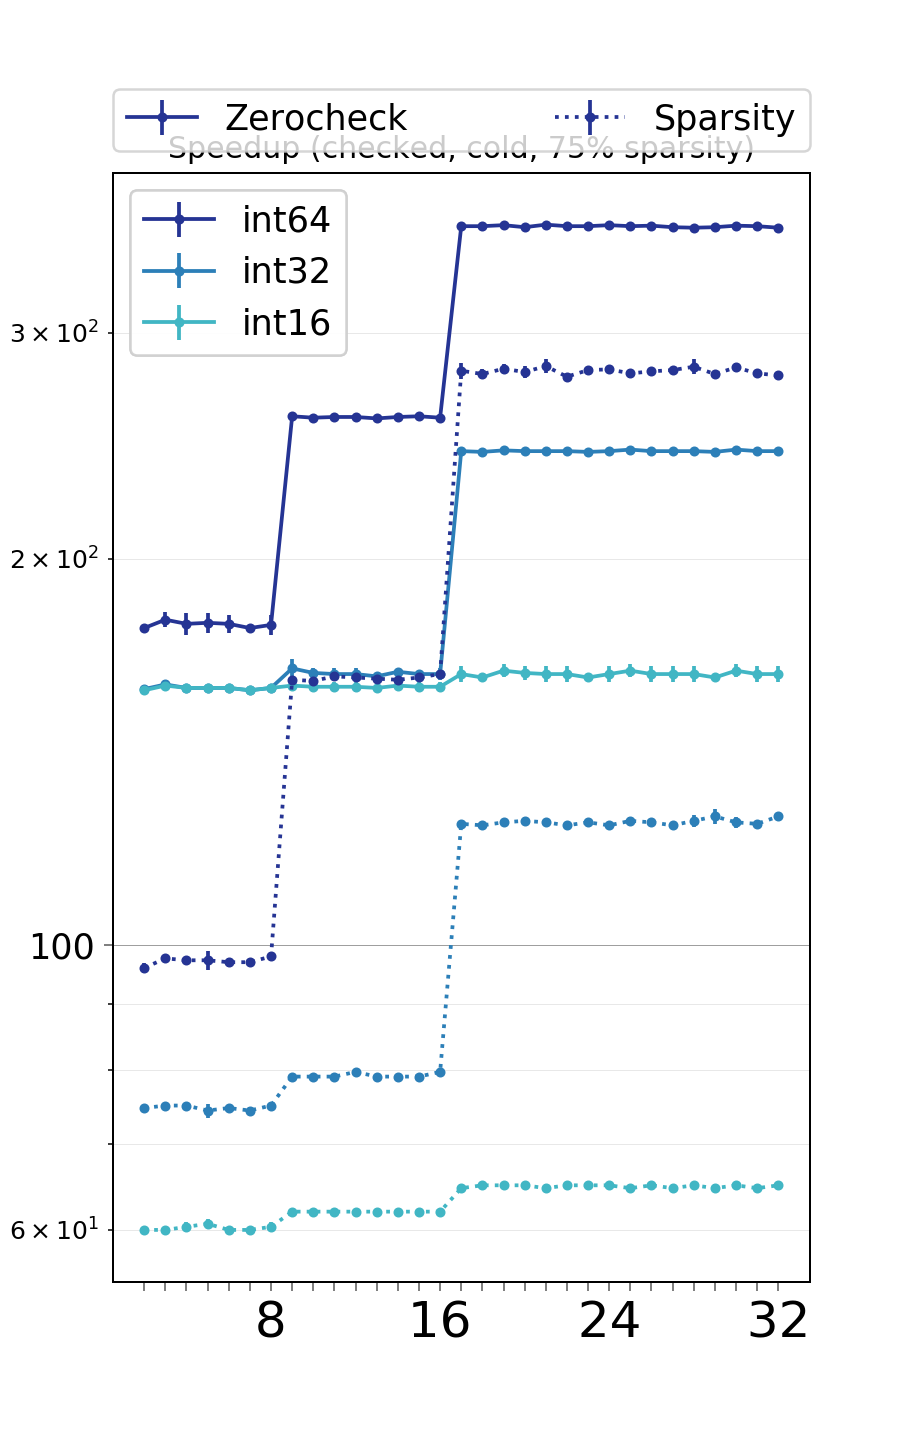 Zerocheck Sparsity
Speedup (checked, cold, 75% sparsity)
int64
int32
int16
3 × 10²
2 × 10²
100
6 × 10¹
8 16 24 32